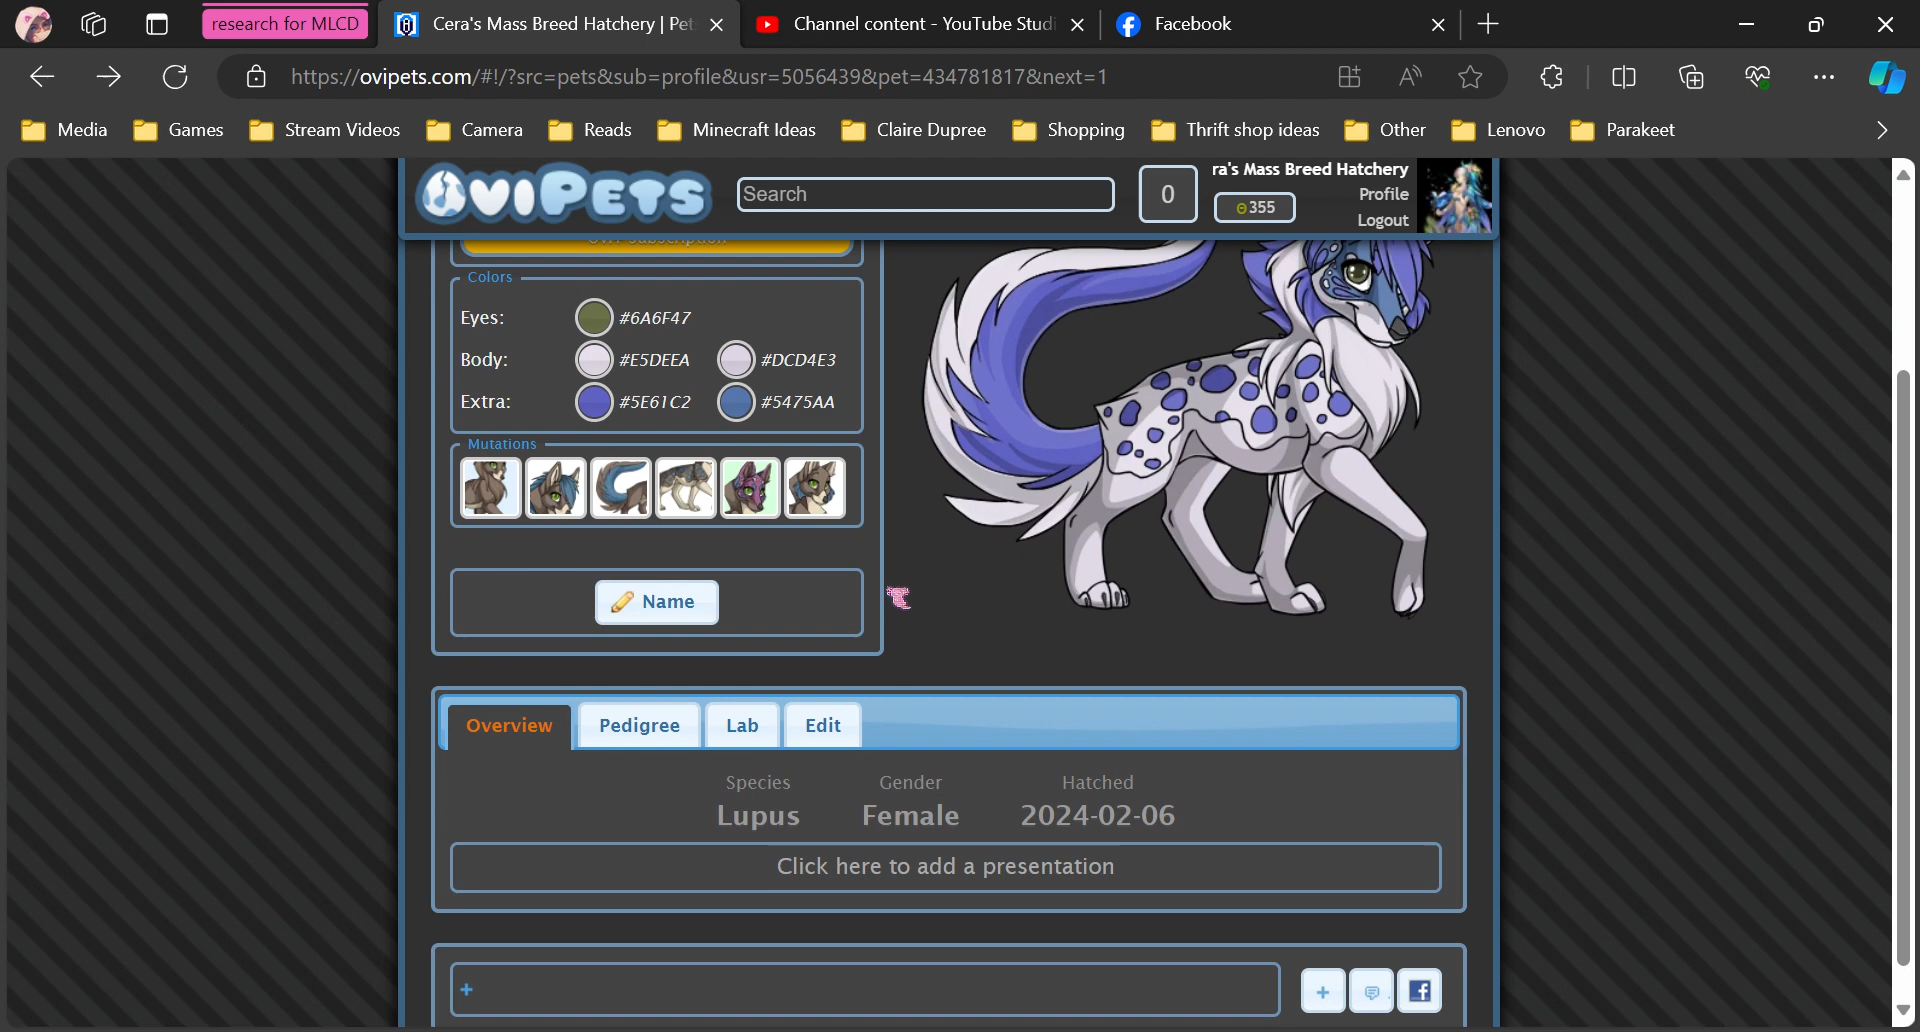 research for MLCD
Cera's Mass Breed Hatchery | Pet
Channel content - YouTube Studi
Facebook
https://ovipets.com/#!/?src=pets&sub=profile&usr=5056439&pet=434781817&next=1
Media
Games
Stream Videos
Camera
Reads
Minecraft Ideas
Claire Dupree
Shopping
Thrift shop ideas
Other
Lenovo
Parakeet
OviPets
Search
0
ra's Mass Breed Hatchery
355
Profile
Logout
Colors
Eyes: #6A6F47
Body: #E5DEEA #DCD4E3
Extra: #5E61C2 #5475AA
Mutations
Name
Overview
Pedigree
Lab
Edit
Species
Gender
Hatched
Lupus
Female
2024-02-06
Click here to add a presentation